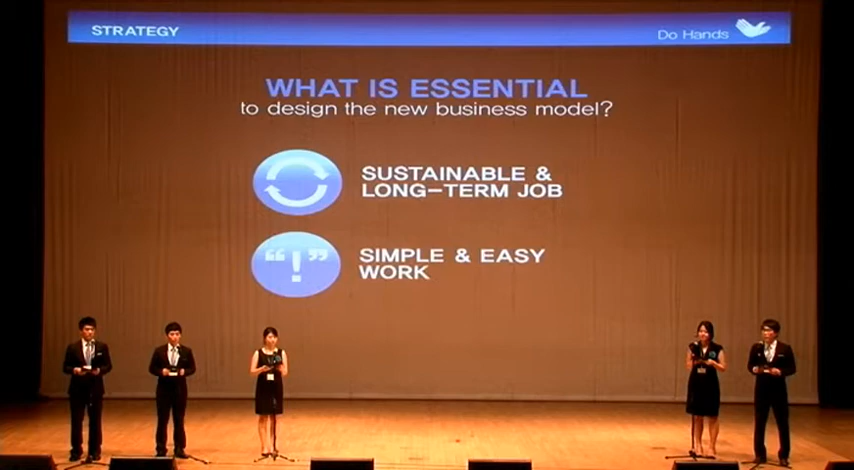 STRATEGY
Do Hands
WHAT IS ESSENTIAL
to design the new business model?
SUSTAINABLE &
LONG-TERM JOB
“!”
SIMPLE & EASY
WORK